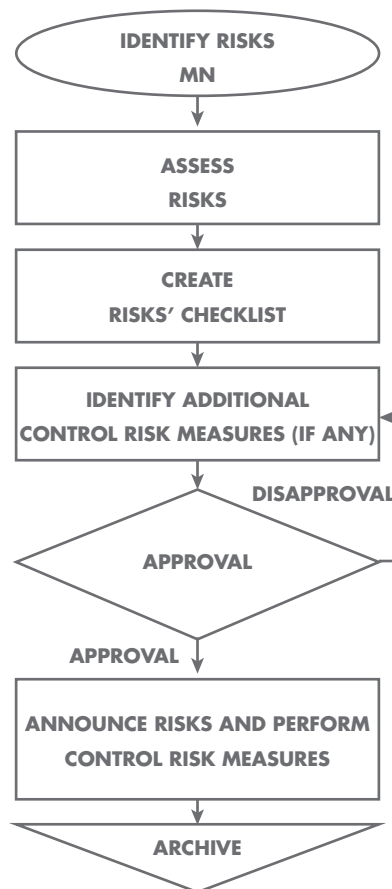 IDENTIFY RISKS
MN
ASSESS
RISKS
CREATE
RISKS’ CHECKLIST
IDENTIFY ADDITIONAL
CONTROL RISK MEASURES (IF ANY)
DISAPPROVAL
APPROVAL
APPROVAL
ANNOUNCE RISKS AND PERFORM
CONTROL RISK MEASURES
ARCHIVE